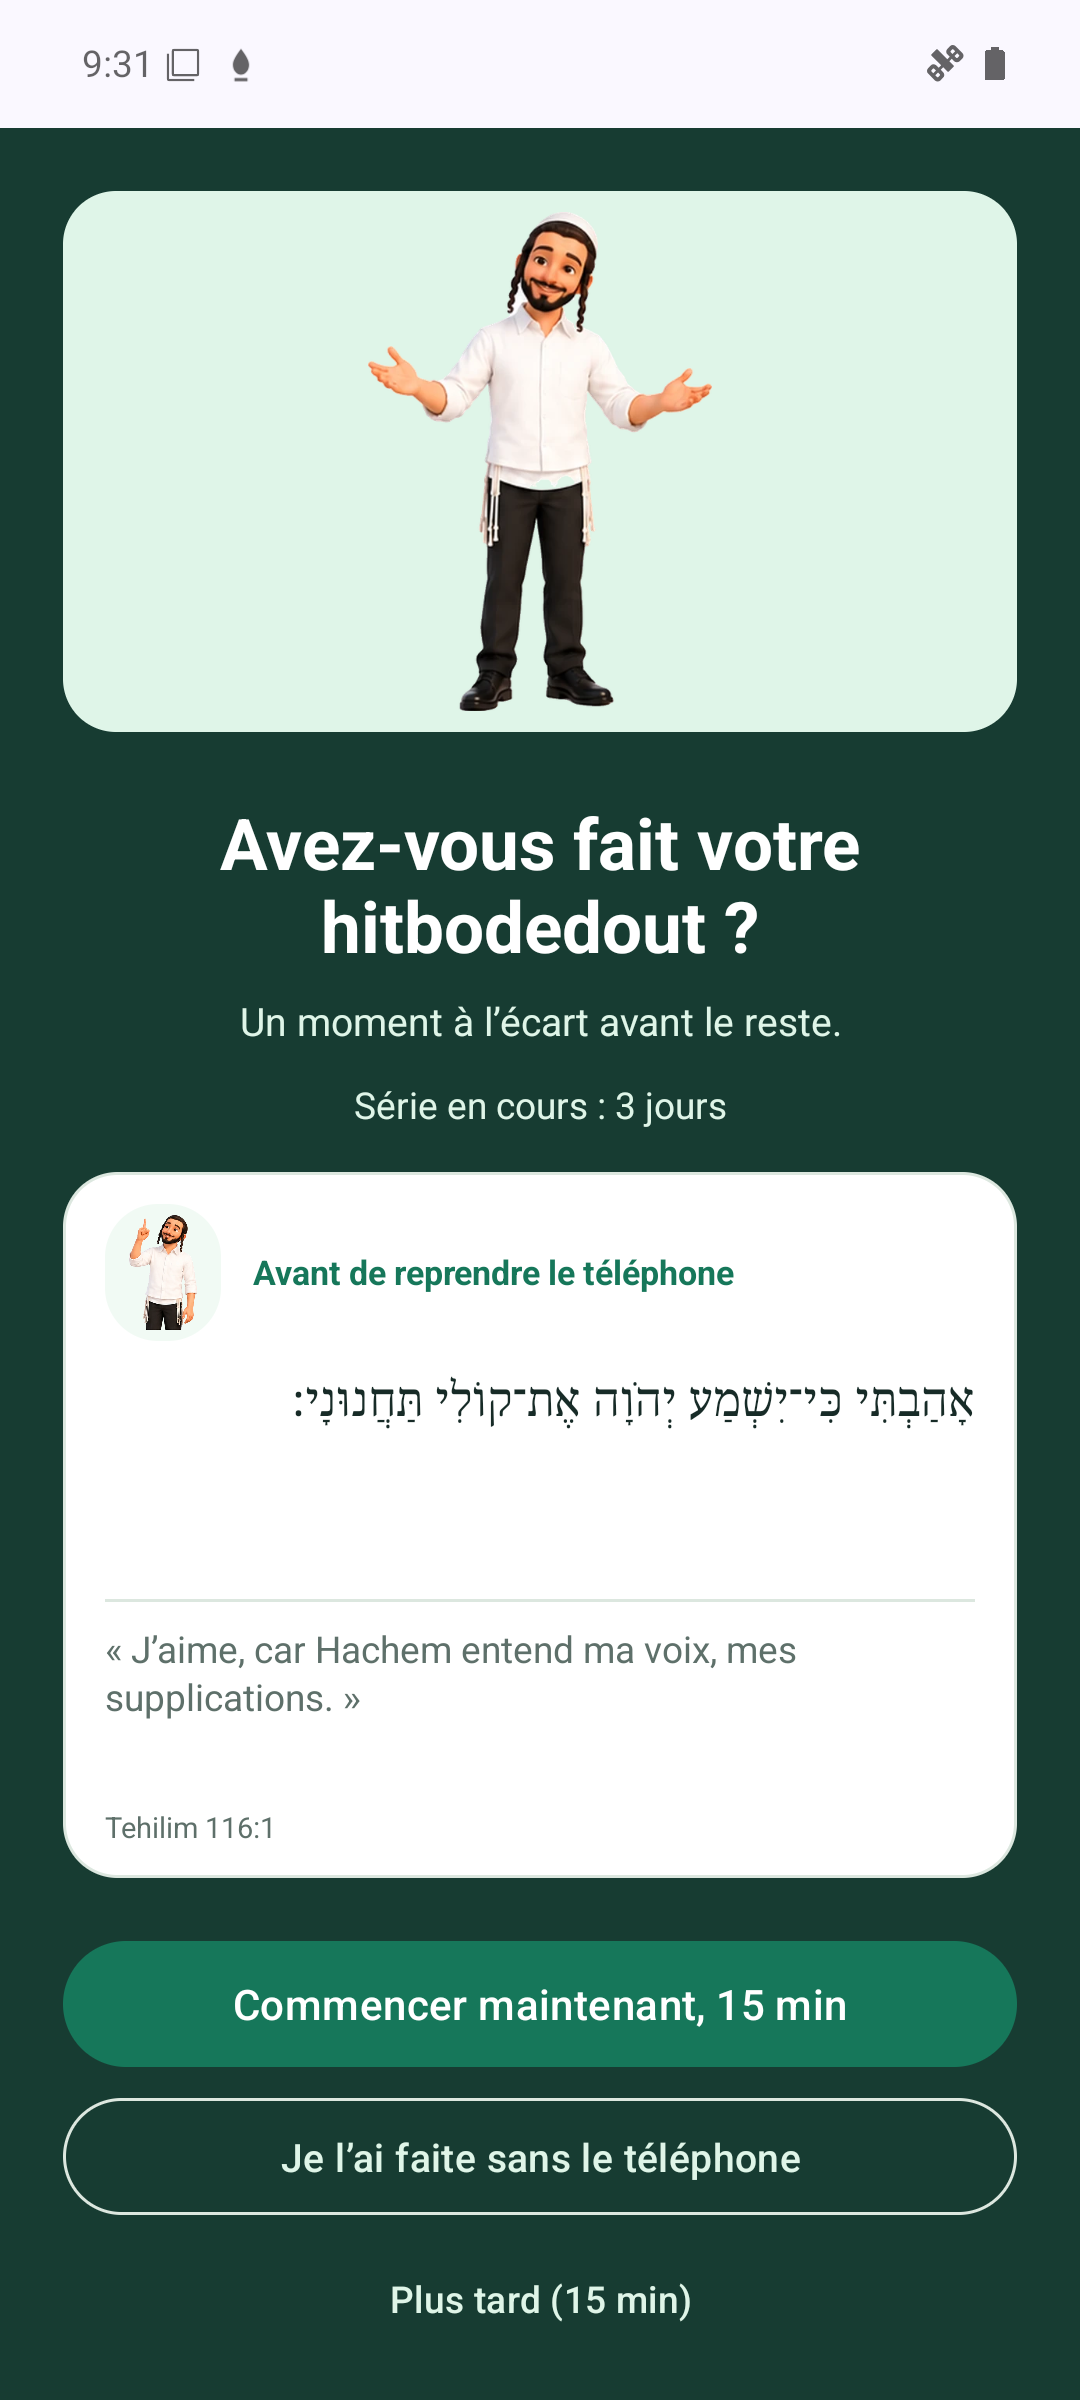 9:31
Avez-vous fait votre
hitbodedout ?
Un moment à l’écart avant le reste.
Série en cours : 3 jours
Avant de reprendre le téléphone
אָהַבְתִּי כִּי־יִשְׁמַע יְהֹוָה אֶת־קוֹלִי תַּחֲנוּנָי׃
« J’aime, car Hachem entend ma voix, mes
supplications. »
Tehilim 116:1
Commencer maintenant, 15 min
Je l’ai faite sans le téléphone
Plus tard (15 min)